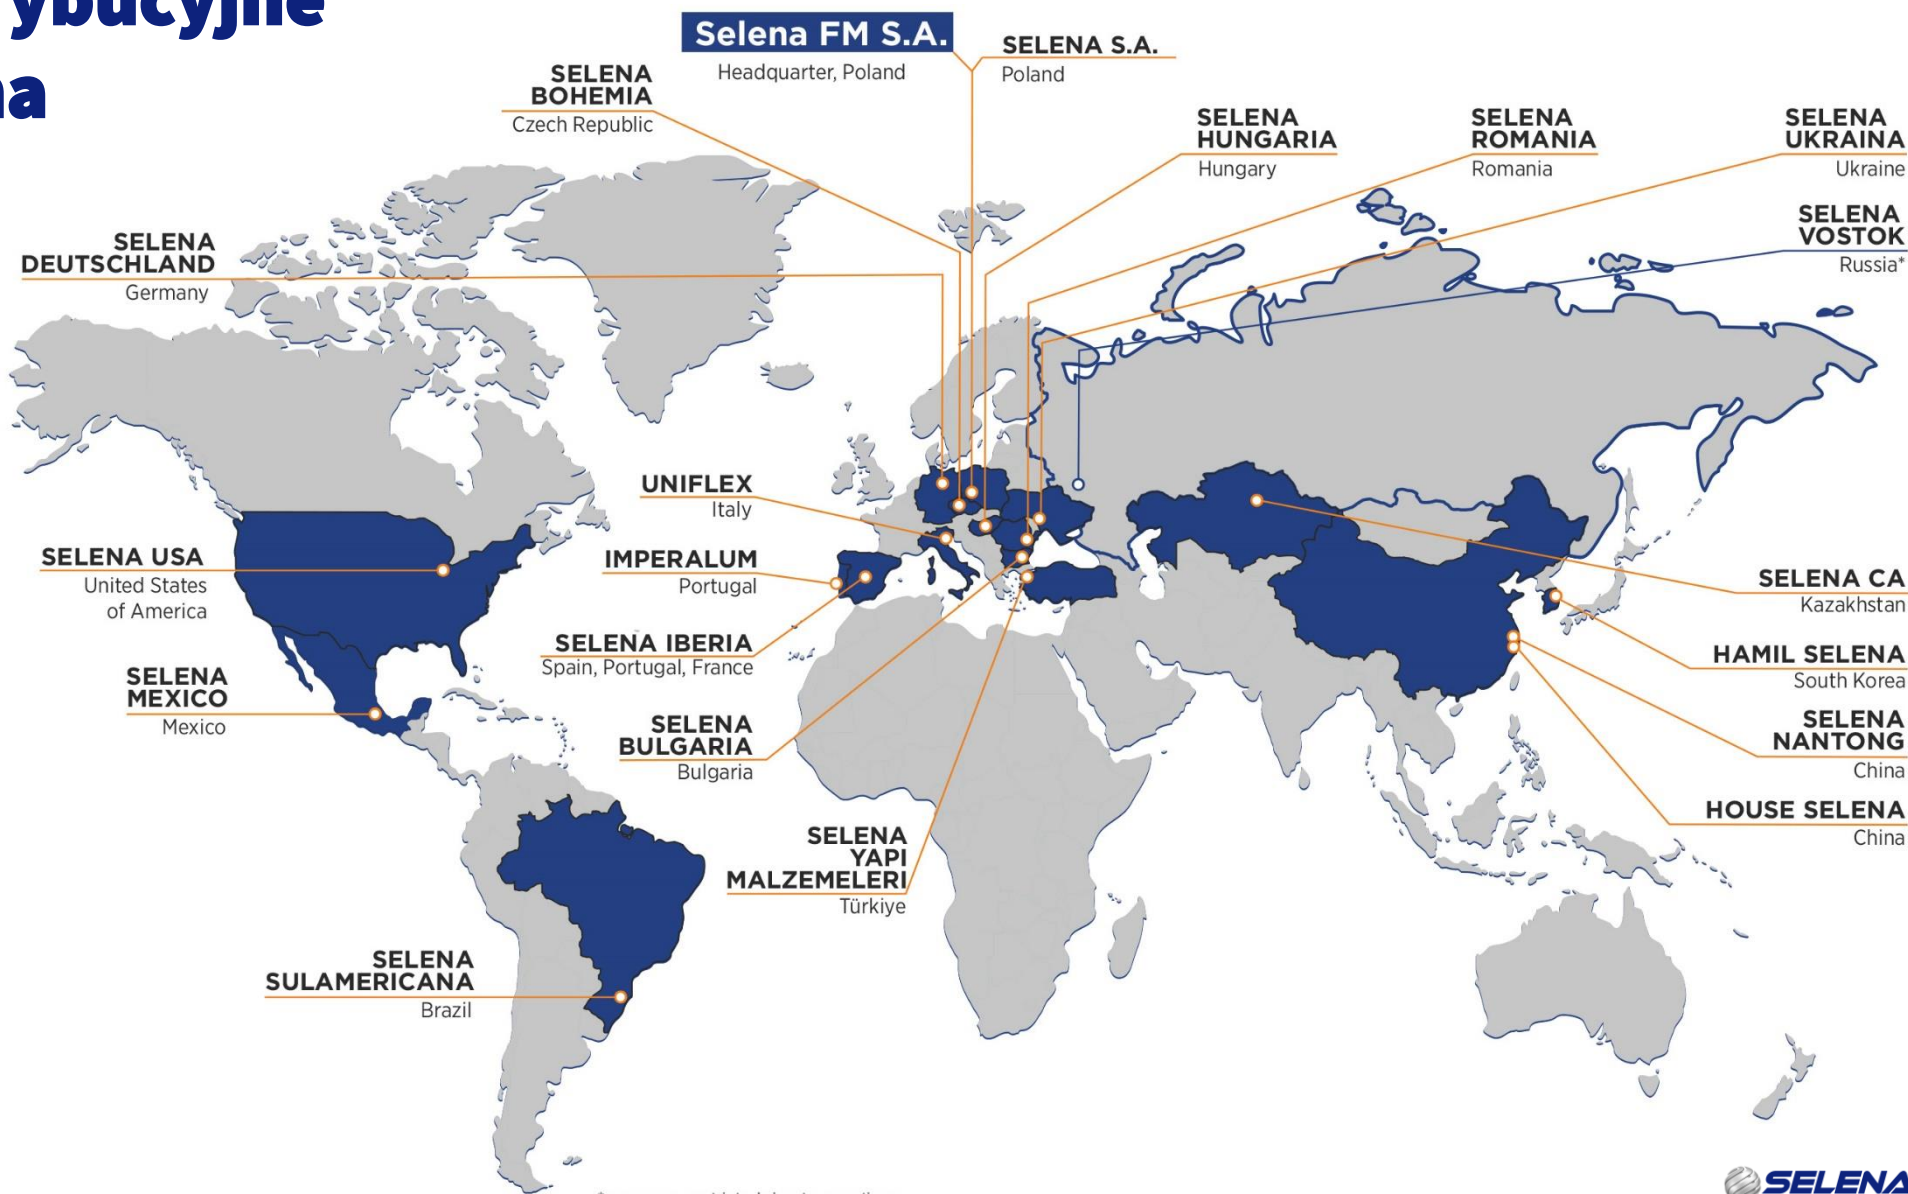 ybucyjne
na
Selena FM S.A.
Headquarter, Poland
SELENA S.A.
Poland
SELENA
BOHEMIA
Czech Republic
SELENA
HUNGARIA
Hungary
SELENA
ROMANIA
Romania
SELENA
UKRAINA
Ukraine
SELENA
VOSTOK
Russia*
SELENA
DEUTSCHLAND
Germany
UNIFLEX
Italy
SELENA USA
United States
of America
IMPERALUM
Portugal
SELENA CA
Kazakhstan
SELENA IBERIA
Spain, Portugal, France
HAMIL SELENA
South Korea
SELENA
MEXICO
Mexico
SELENA
BULGARIA
Bulgaria
SELENA
NANTONG
China
HOUSE SELENA
China
SELENA
YAPI
MALZEMELERI
Türkiye
SELENA
SULAMERICANA
Brazil
SELENA